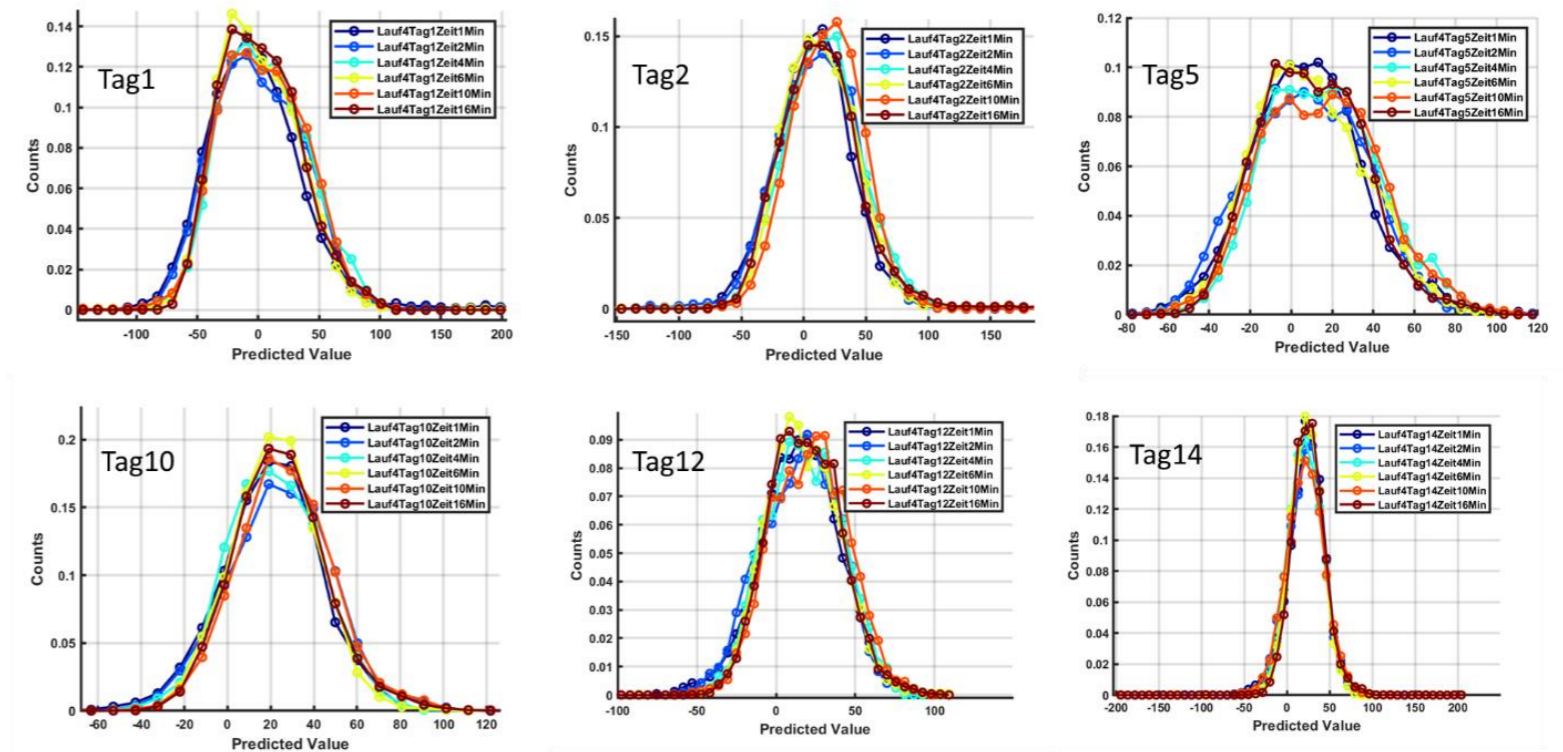 Tag1
Counts
0.14
0.12
0.1
0.08
0.06
0.04
0.02
0
-100
-50
0
50
100
150
200
Predicted Value
Lauf4Tag1Zeit1Min
Lauf4Tag1Zeit2Min
Lauf4Tag1Zeit4Min
Lauf4Tag1Zeit6Min
Lauf4Tag1Zeit10Min
Lauf4Tag1Zeit16Min
Tag2
Counts
0.15
0.1
0.05
0
-150
-100
-50
0
50
100
150
Predicted Value
Lauf4Tag2Zeit1Min
Lauf4Tag2Zeit2Min
Lauf4Tag2Zeit4Min
Lauf4Tag2Zeit6Min
Lauf4Tag2Zeit10Min
Lauf4Tag2Zeit16Min
Tag5
Counts
0.12
0.1
0.08
0.06
0.04
0.02
0
-80
-60
-40
-20
0
20
40
60
80
100
120
Predicted Value
Lauf4Tag5Zeit1Min
Lauf4Tag5Zeit2Min
Lauf4Tag5Zeit4Min
Lauf4Tag5Zeit6Min
Lauf4Tag5Zeit10Min
Lauf4Tag5Zeit16Min
Tag10
Counts
0.2
0.15
0.1
0.05
0
-60
-40
-20
0
20
40
60
80
100
120
Predicted Value
Lauf4Tag10Zeit1Min
Lauf4Tag10Zeit2Min
Lauf4Tag10Zeit4Min
Lauf4Tag10Zeit6Min
Lauf4Tag10Zeit10Min
Lauf4Tag10Zeit16Min
Tag12
Counts
0.09
0.08
0.07
0.06
0.05
0.04
0.03
0.02
0.01
0
-100
-50
0
50
100
Predicted Value
Lauf4Tag12Zeit1Min
Lauf4Tag12Zeit2Min
Lauf4Tag12Zeit4Min
Lauf4Tag12Zeit6Min
Lauf4Tag12Zeit10Min
Lauf4Tag12Zeit16Min
Tag14
Counts
0.18
0.16
0.14
0.12
0.1
0.08
0.06
0.04
0.02
0
-200
-150
-100
-50
0
50
100
150
200
250
Predicted Value
Lauf4Tag14Zeit1Min
Lauf4Tag14Zeit2Min
Lauf4Tag14Zeit4Min
Lauf4Tag14Zeit6Min
Lauf4Tag14Zeit10Min
Lauf4Tag14Zeit16Min